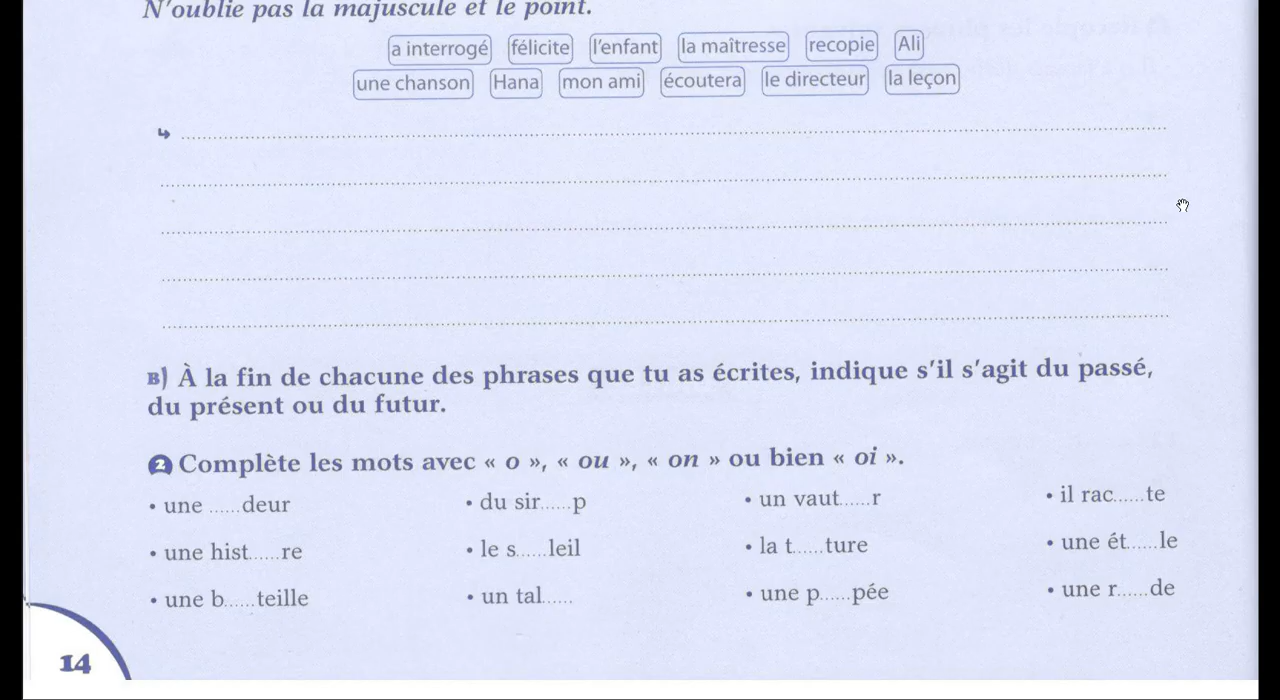 N'oublie pas la majuscule et le point.
a interrogé félicite l'enfant la maîtresse recopie Ali
une chanson Hana mon ami écoutera le directeur la leçon
B) À la fin de chacune des phrases que tu as écrites, indique s'il s'agit du passé,
du présent ou du futur.
2 Complète les mots avec « o », « ou », « on » ou bien « oi ».
• une ......deur • du sir......p • un vaut......r • il rac......te
• une hist......re • le s......leil • la t......ture • une ét......le
• une b......teille • un tal...... • une p......pée • une r......de
14